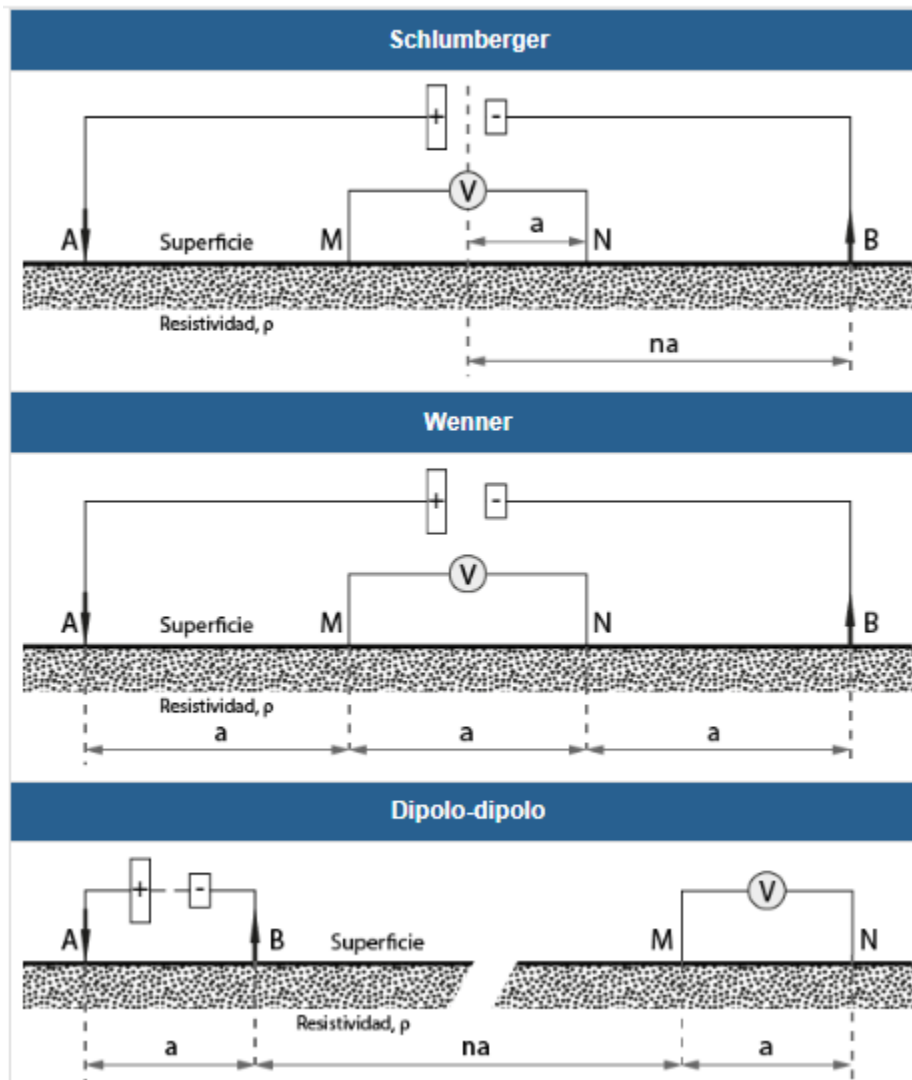 Schlumberger
+ -
V
a
A Superficie M N B
Resistividad, ρ
na
Wenner
+ -
V
A Superficie M N B
Resistividad, ρ
a a a
Dipolo-dipolo
+ - V
A B Superficie M N
Resistividad, ρ
a na a